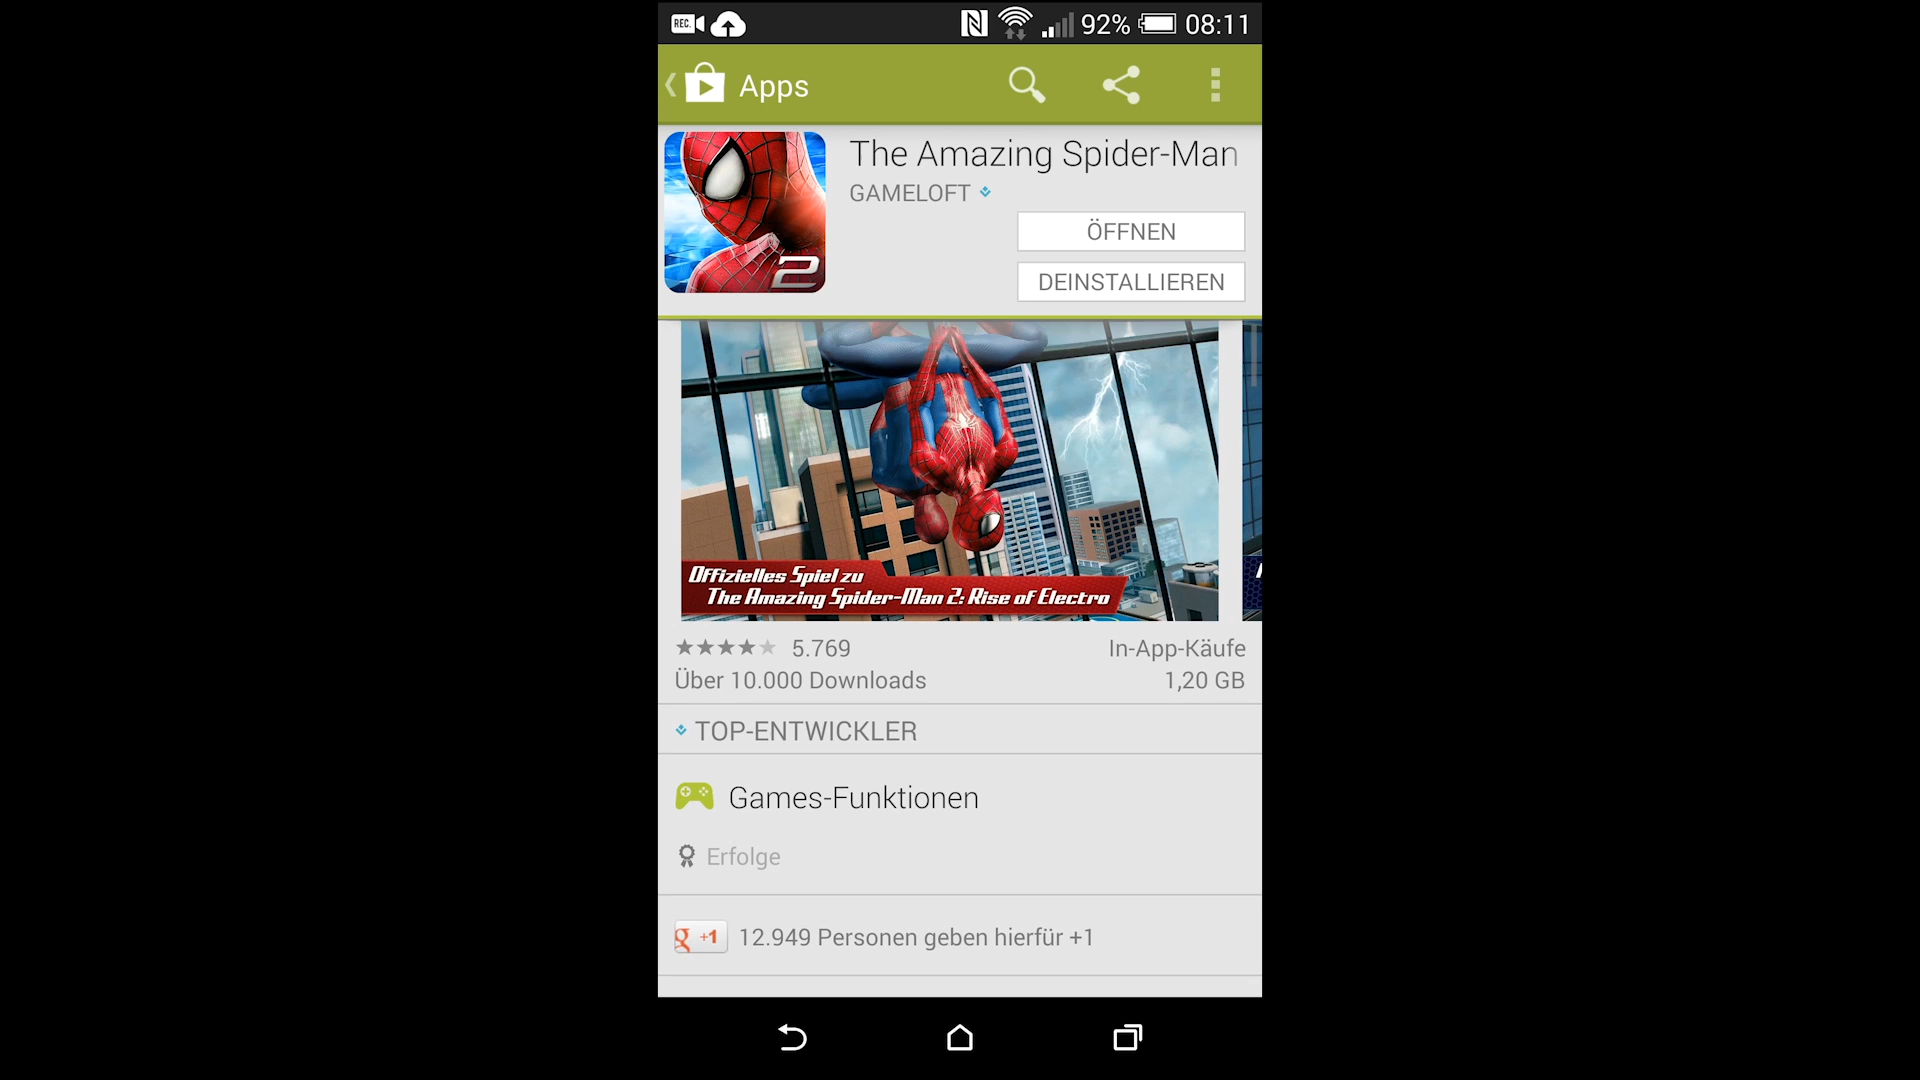 REC. 92% 08:11
Apps
The Amazing Spider-Man
GAMELOFT
ÖFFNEN
DEINSTALLIEREN
2
Offizielles Spiel zu
The Amazing Spider-Man 2: Rise of Electro
5.769 In-App-Käufe
Über 10.000 Downloads 1,20 GB
TOP-ENTWICKLER
Games-Funktionen
Erfolge
g +1 12.949 Personen geben hierfür +1